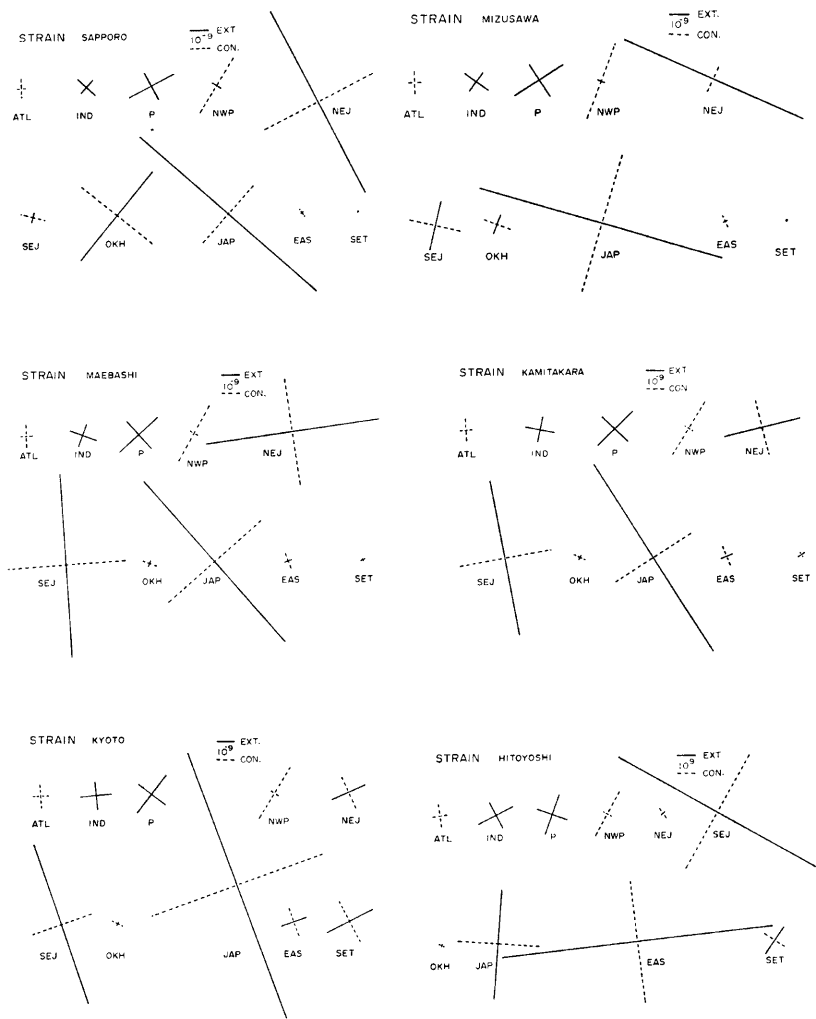 STRAIN SAPPORO
EXT
10⁻⁹
CON.
ATL IND P NWP NEJ
SEJ OKH JAP EAS SET
STRAIN MIZUSAWA
EXT
10⁻⁹
CON.
ATL IND P NWP NEJ
SEJ OKH JAP EAS SET
STRAIN MAEBASHI
EXT
10⁻⁹
CON.
ATL IND P NWP NEJ
SEJ OKH JAP EAS SET
STRAIN KAMITAKARA
EXT
10⁻⁹
CON
ATL IND P NWP NEJ
SEJ OKH JAP EAS SET
STRAIN KYOTO
EXT.
10⁻⁹
CON.
ATL IND P NWP NEJ
SEJ OKH JAP EAS SET
STRAIN HITOYOSHI
EXT
10⁻⁹
CON.
ATL IND P NWP NEJ SEJ
OKH JAP EAS SET